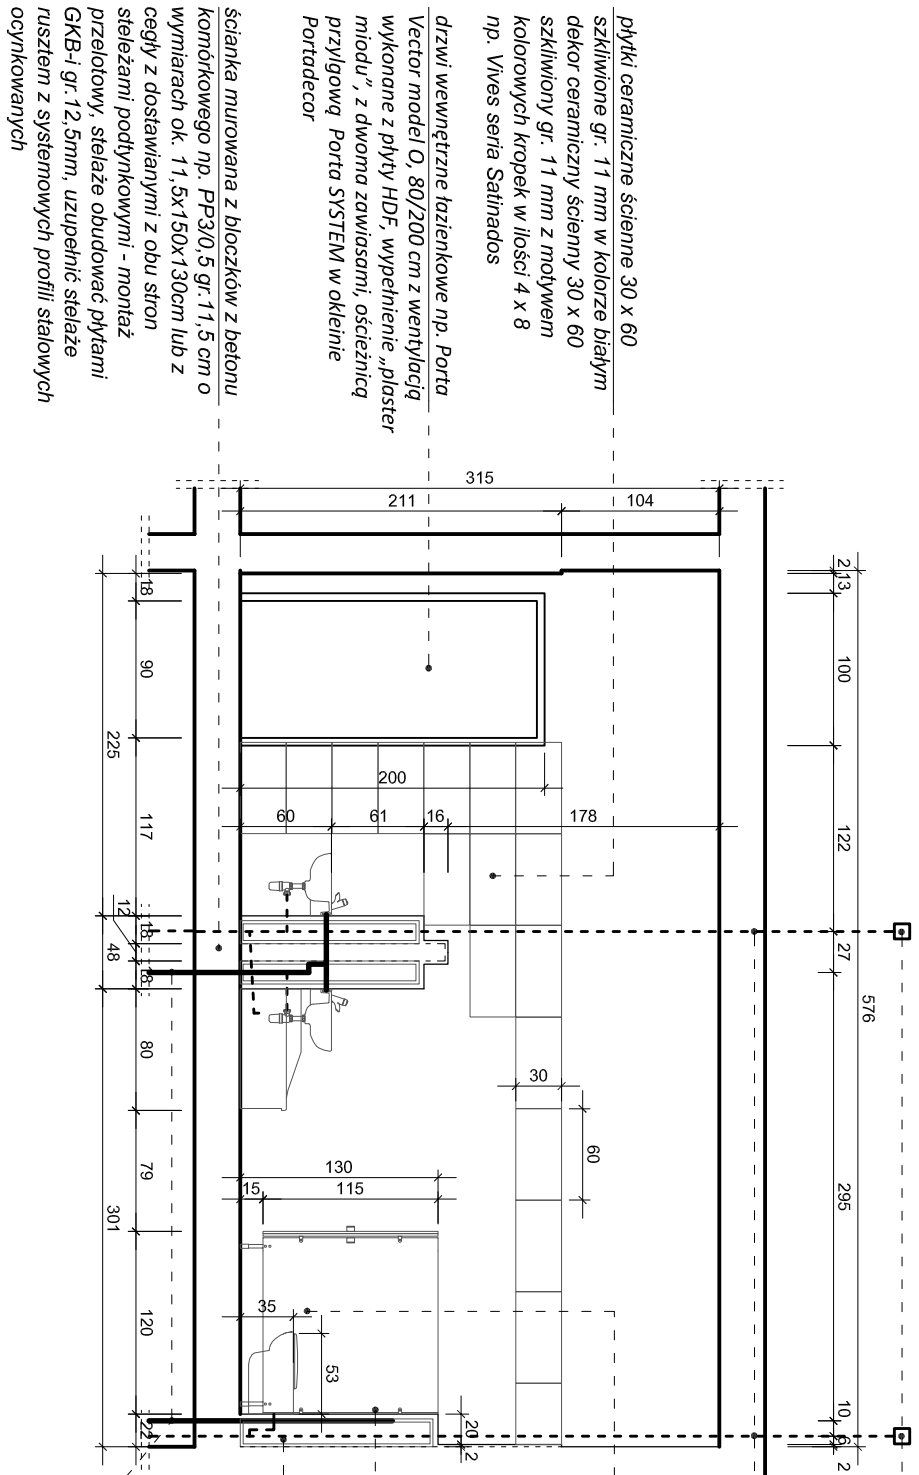 płytki ceramiczne ścienne 30 x 60
szkliwione gr. 11 mm w kolorze białym
dekor ceramiczny ścienny 30 x 60
szkliwiony gr. 11 mm z motywem
kolorowych kropek w ilości 4 x 8
np. Vives seria Satinados
drzwi wewnętrzne łazienkowe np. Porta
Vector model O, 80/200 cm z wentylacją
wykonane z płyty HDF, wypełnienie „plaster
miodu”, z dwoma zawiasami, ościeżnicą
przylgową Porta SYSTEM w okleinie
Portadecor
ścianka murowana z bloczków z betonu
komórkowego np. PP3/0,5 gr.11,5 cm o
wymiarach ok. 11,5x150x130cm lub z
cegły z dostawianymi z obu stron
steleżami podtynkowymi - montaż
przelotowy, stelaże obudować płytami
GKB-i gr.12,5mm, uzupełnić stelaże
rusztem z systemowych profili stalowych
ocynkowanych
315
211
104
2
13
100
122
27
576
295
10
6
2
200
60
61
16
178
30
60
130
15
115
35
53
20
2
18
90
117
12
18
18
80
79
120
22
225
48
301